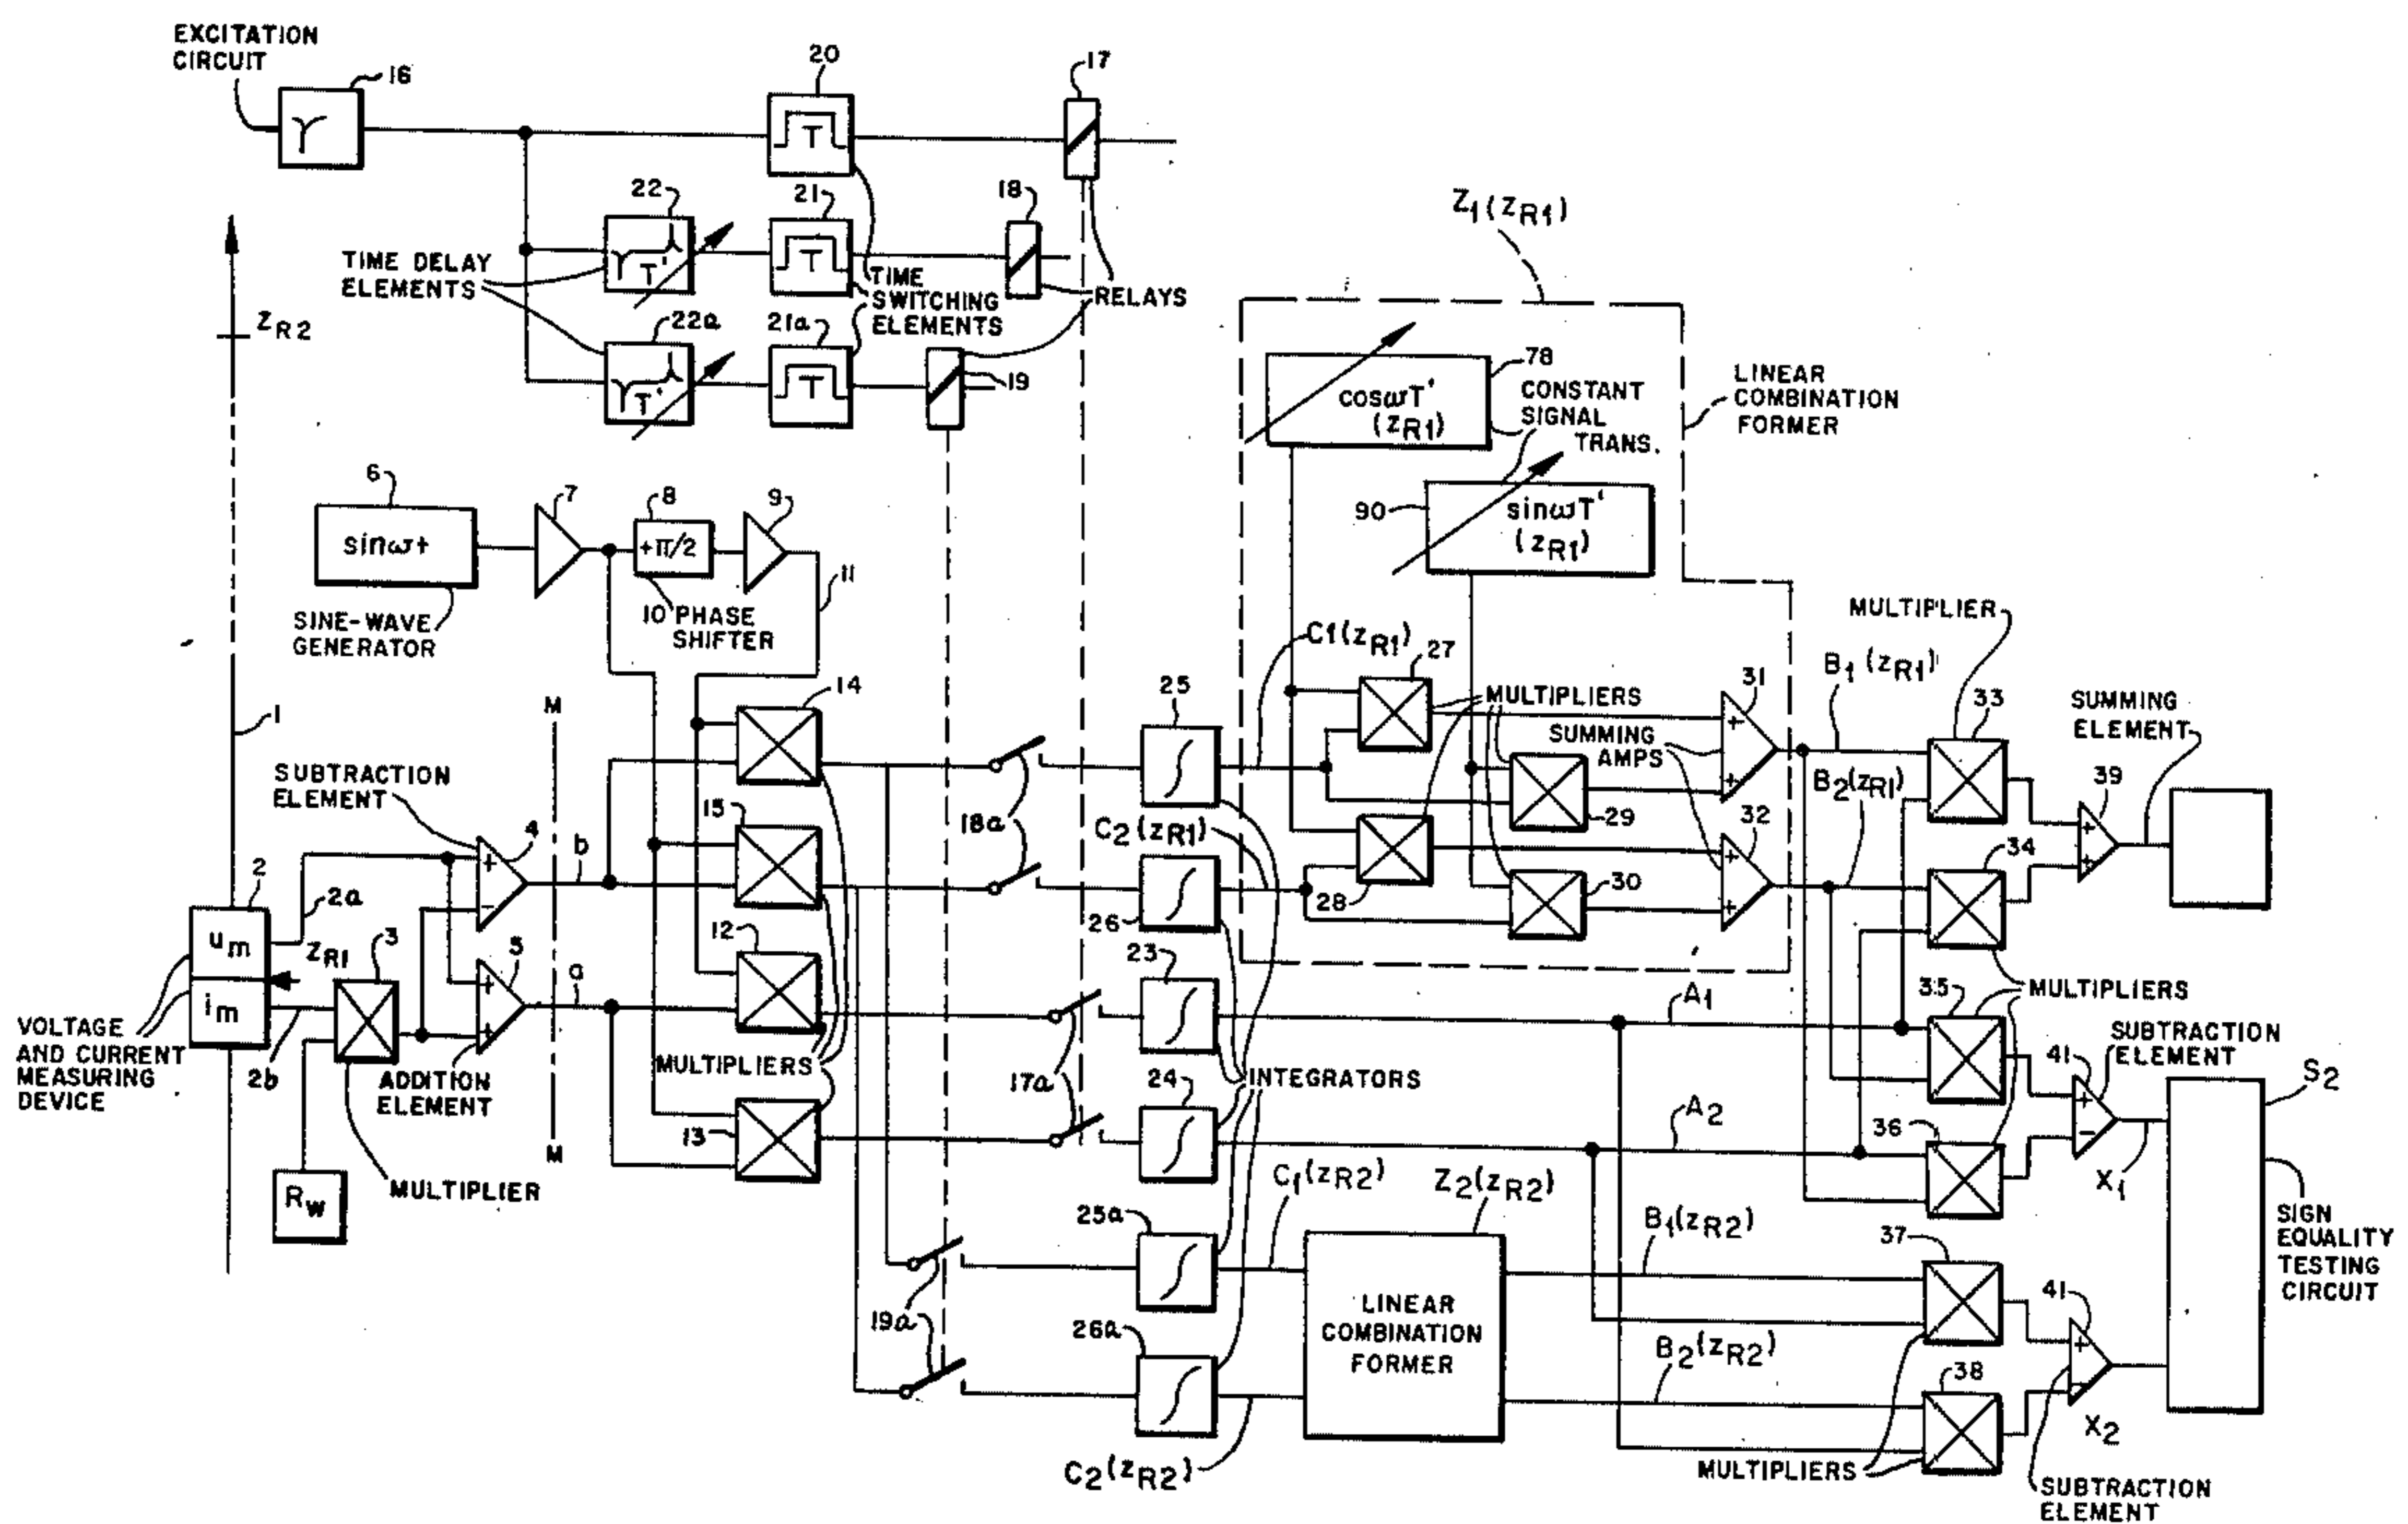 EXCITATION
CIRCUIT
16
20
17
T
22
21
18
T'
T
TIME DELAY
ELEMENTS
TIME
SWITCHING
ELEMENTS
RELAYS
22a
21a
19
T'
T
ZR2
Z1(ZR1)
78
cosωT'
(ZR1)
CONSTANT
SIGNAL
TRANS.
LINEAR
COMBINATION
FORMER
90
sinωT'
(ZR1)
6
7
8
9
sinωt
+π/2
11
10 PHASE
SHIFTER
SINE-WAVE
GENERATOR
MULTIPLIER
C1(ZR1)
27
1
M
14
25
MULTIPLIERS
31
B1(ZR1)
33
SUMMING
ELEMENT
SUBTRACTION
ELEMENT
SUMMING
AMPS
+
+
39
4
b
15
18a
C2(ZR1)
29
32
B2(ZR1)
+
+
34
2
2a
+
-
28
30
+
+
26
um
ZR1
3
5
a
12
23
im
+
+
A1
35
MULTIPLIERS
VOLTAGE
AND CURRENT
MEASURING
DEVICE
2b
ADDITION
ELEMENT
MULTIPLIERS
17a
24
INTEGRATORS
41
SUBTRACTION
ELEMENT
S2
+
-
M
13
A2
36
X1
Rw
MULTIPLIER
25a
C1(ZR2)
Z2(ZR2)
B1(ZR2)
37
SIGN
EQUALITY
TESTING
CIRCUIT
19a
26a
LINEAR
COMBINATION
FORMER
B2(ZR2)
41
+
-
38
X2
C2(ZR2)
MULTIPLIERS
SUBTRACTION
ELEMENT